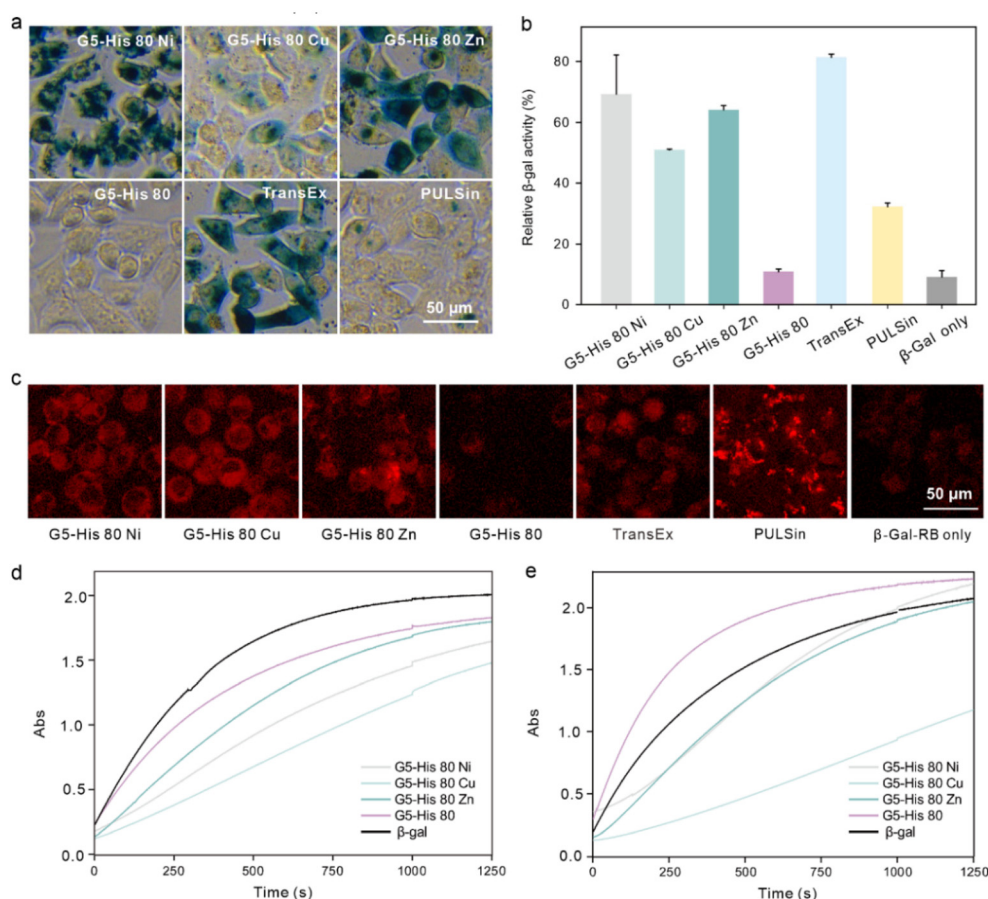 a
G5-His 80 Ni
G5-His 80 Cu
G5-His 80 Zn
G5-His 80
TransEx
PULSin
50 μm
b
Relative β-gal activity (%)
80
60
40
20
0
G5-His 80 Ni
G5-His 80 Cu
G5-His 80 Zn
G5-His 80
TransEx
PULSin
β-Gal only
c
50 μm
G5-His 80 Ni
G5-His 80 Cu
G5-His 80 Zn
G5-His 80
TransEx
PULSin
β-Gal-RB only
d
Abs
2.0
1.5
1.0
0.5
0.0
G5-His 80 Ni
G5-His 80 Cu
G5-His 80 Zn
G5-His 80
β-gal
0 250 500 750 1000 1250
Time (s)
e
Abs
2.0
1.5
1.0
0.5
0.0
G5-His 80 Ni
G5-His 80 Cu
G5-His 80 Zn
G5-His 80
β-gal
0 250 500 750 1000 1250
Time (s)